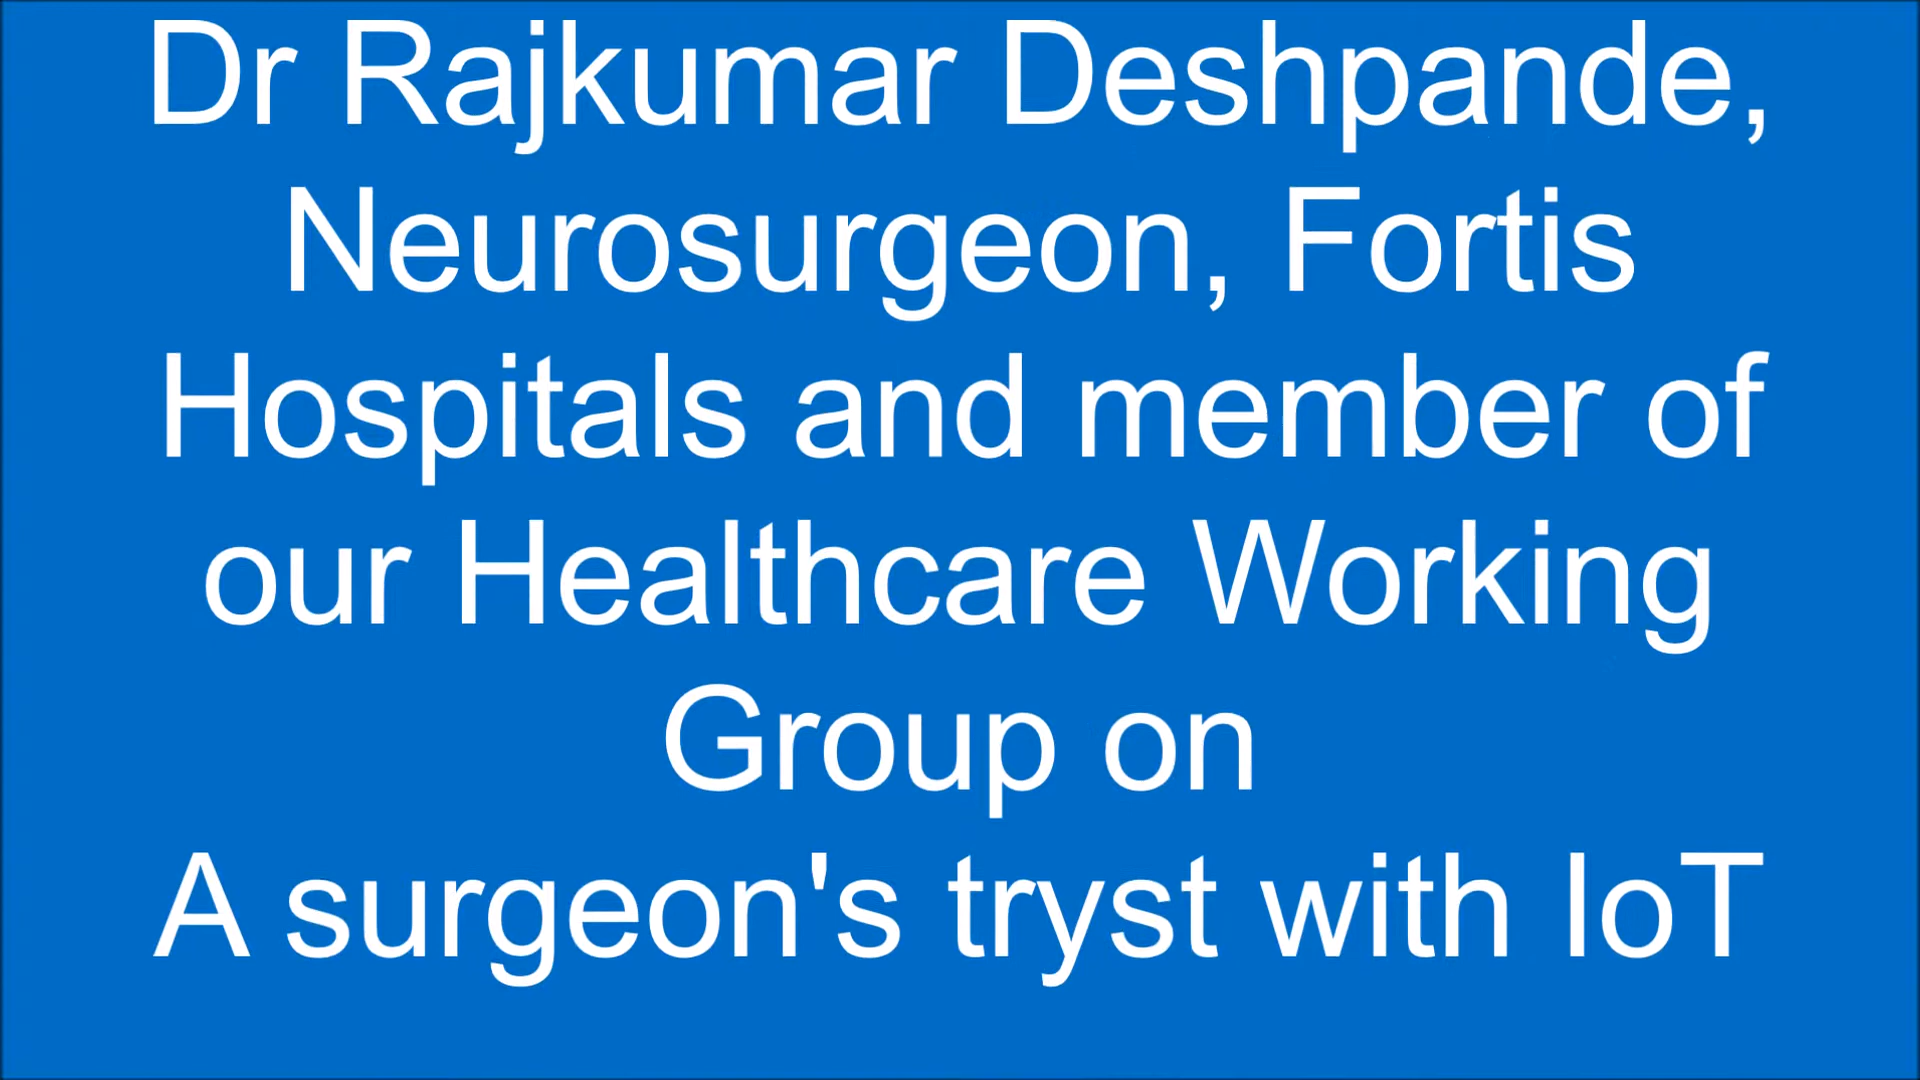 Dr Rajkumar Deshpande,
Neurosurgeon, Fortis
Hospitals and member of
our Healthcare Working
Group on
A surgeon's tryst with IoT